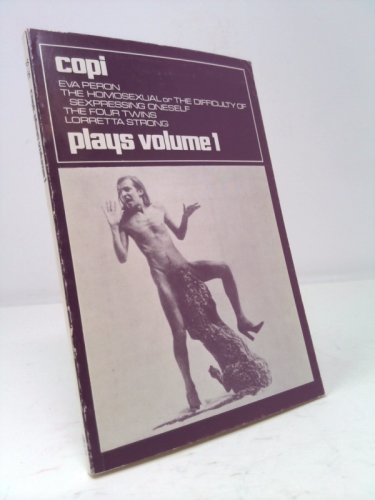 copi
EVA PERON
THE HOMOSEXUAL or THE DIFFICULTY OF
SEXPRESSING ONESELF
THE FOUR TWINS
LORRETTA STRONG
plays volume 1